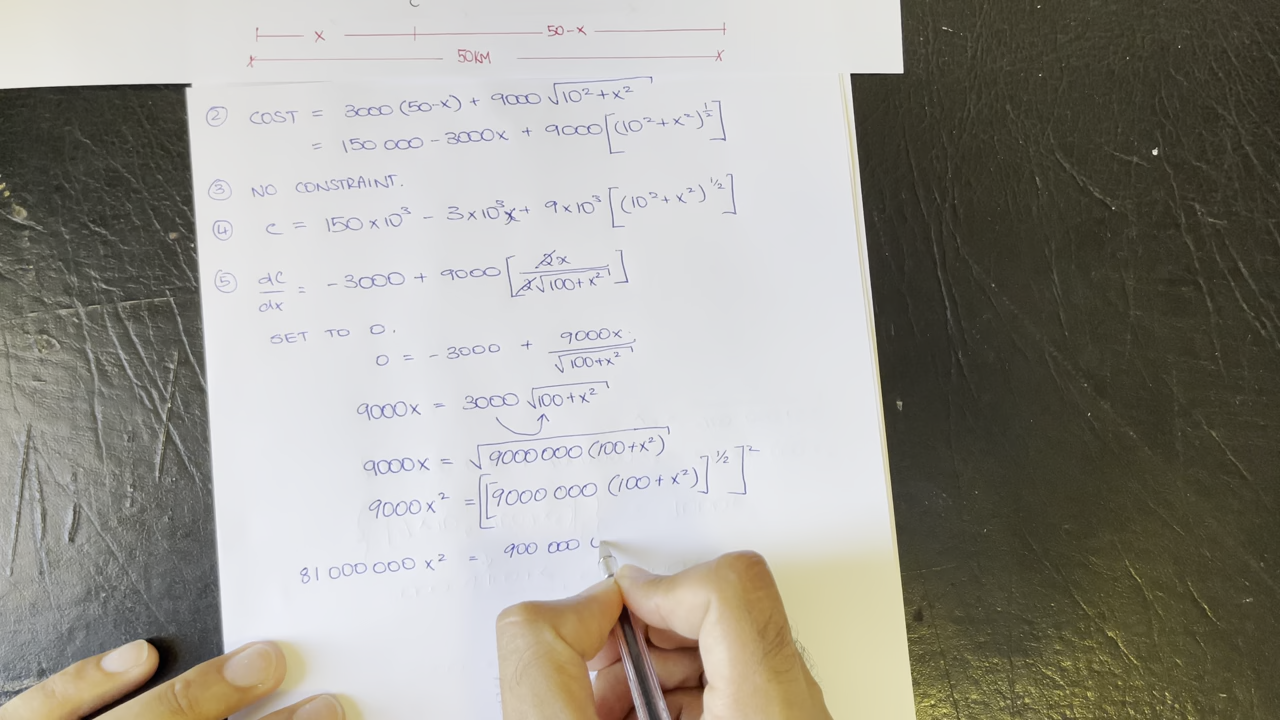 C
x 50-x
x 50KM x
② COST = 3000 (50-x) + 9000 √10² + x²
= 150 000 - 3000x + 9000 [(10² + x²)^½]
③ NO CONSTRAINT.
④ C = 150 × 10³ - 3 × 10³x + 9 × 10³ [(10² + x²)^1/2]
⑤ dC/dx = -3000 + 9000 [2x / 2√100 + x²]
SET TO 0.
0 = -3000 + 9000x / √100+x²
9000x = 3000 √100 + x²
9000x = √9000 000 (100+x²)
9000x² = [[9000 000 (100 + x²)]^1/2]²
81 000 000 x² = 900 000 (